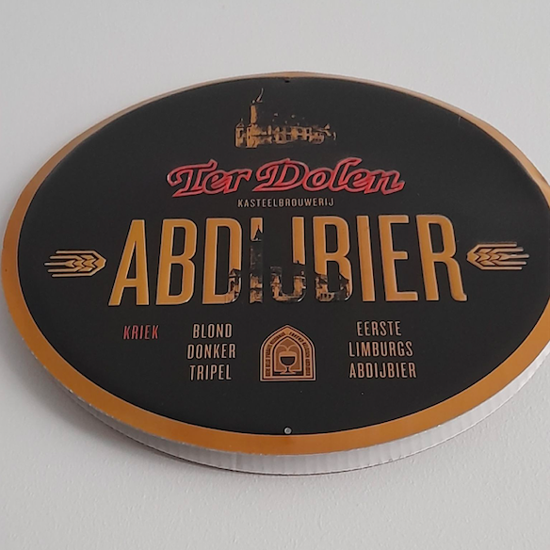 Ter Dolen
KASTEELBROUWERIJ
ABDIJBIER
KRIEK
BLOND
DONKER
TRIPEL
EERSTE
LIMBURGS
ABDIJBIER